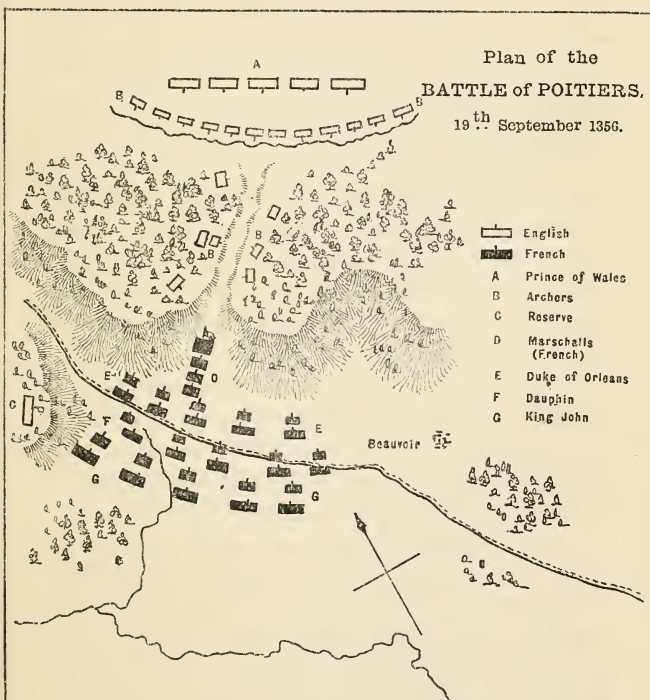 Plan of the
BATTLE of POITIERS.
19th September 1356.
A
B
B
English
French
A Prince of Wales
B Archers
C Reserve
D Marschalls
(French)
E Duke of Orleans
F Dauphin
G King John
B
B
D
E
C
F
E
Beauvoir
G
G